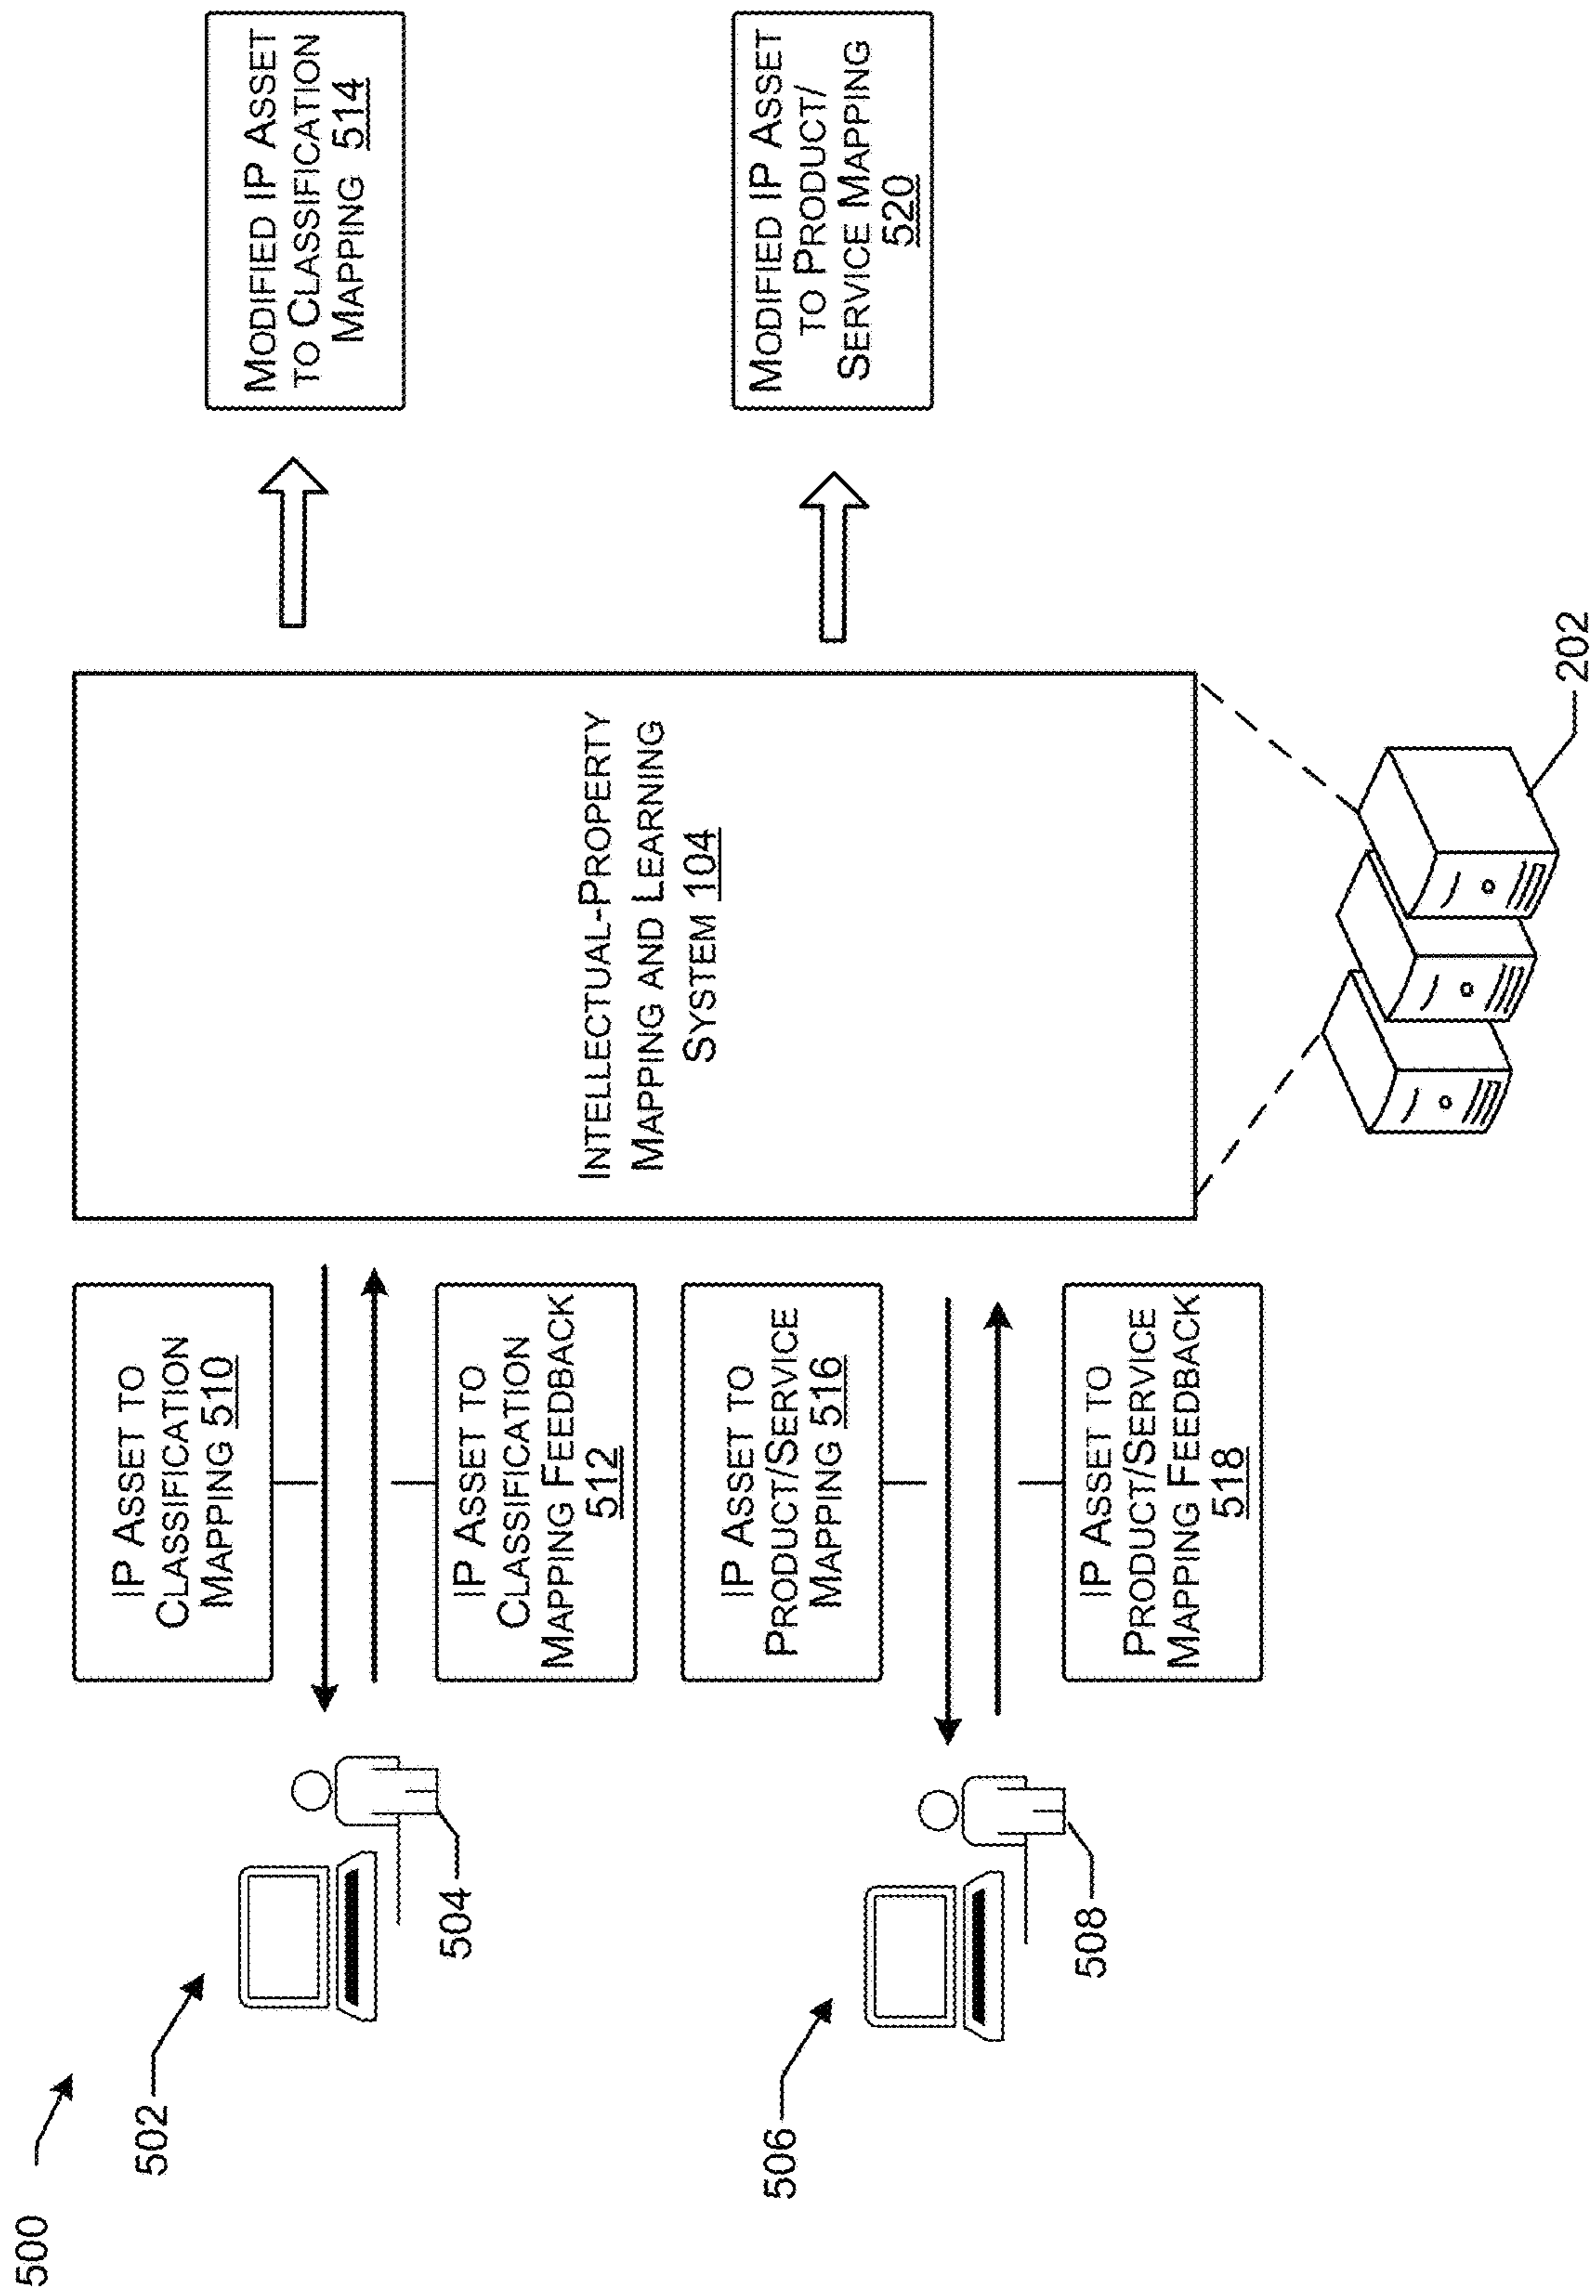 500
502
504
506
508
IP ASSET TO
CLASSIFICATION
MAPPING 510
IP ASSET TO
CLASSIFICATION
MAPPING FEEDBACK
512
IP ASSET TO
PRODUCT/SERVICE
MAPPING 516
IP ASSET TO
PRODUCT/SERVICE
MAPPING FEEDBACK
518
INTELLECTUAL-PROPERTY
MAPPING AND LEARNING
SYSTEM 104
202
MODIFIED IP ASSET
TO CLASSIFICATION
MAPPING 514
MODIFIED IP ASSET
TO PRODUCT/
SERVICE MAPPING
520